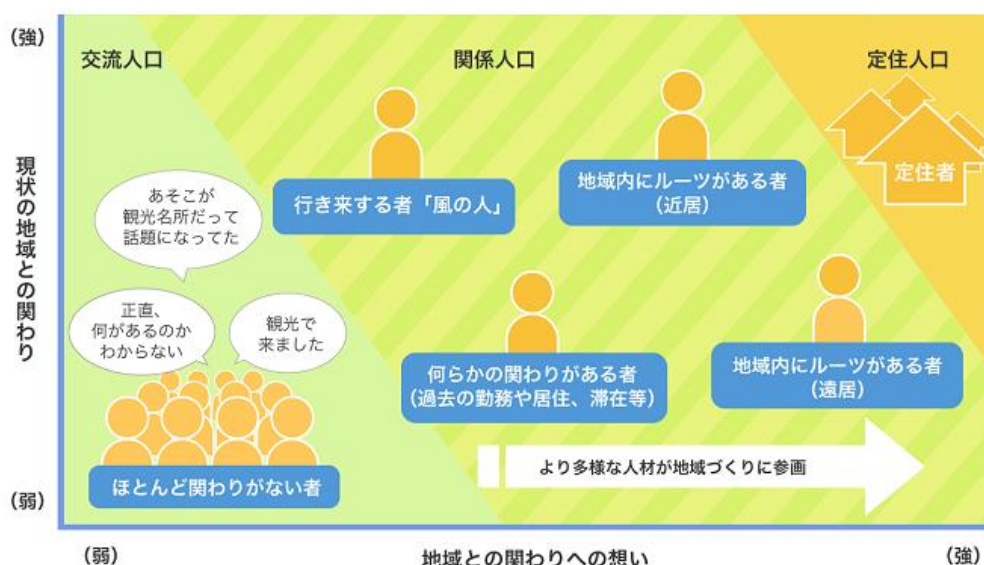 （強）
交流人口
関係人口
定住人口
現状の地域との関わり
定住者
行き来する者「風の人」
地域内にルーツがある者
（近居）
あそこが
観光名所だって
話題になってた
正直、
何があるのか
わからない
観光で
来ました
何らかの関わりがある者
（過去の勤務や居住、滞在等）
地域内にルーツがある者
（遠居）
より多様な人材が地域づくりに参画
ほとんど関わりがない者
（弱）
（弱）
地域との関わりへの想い
（強）